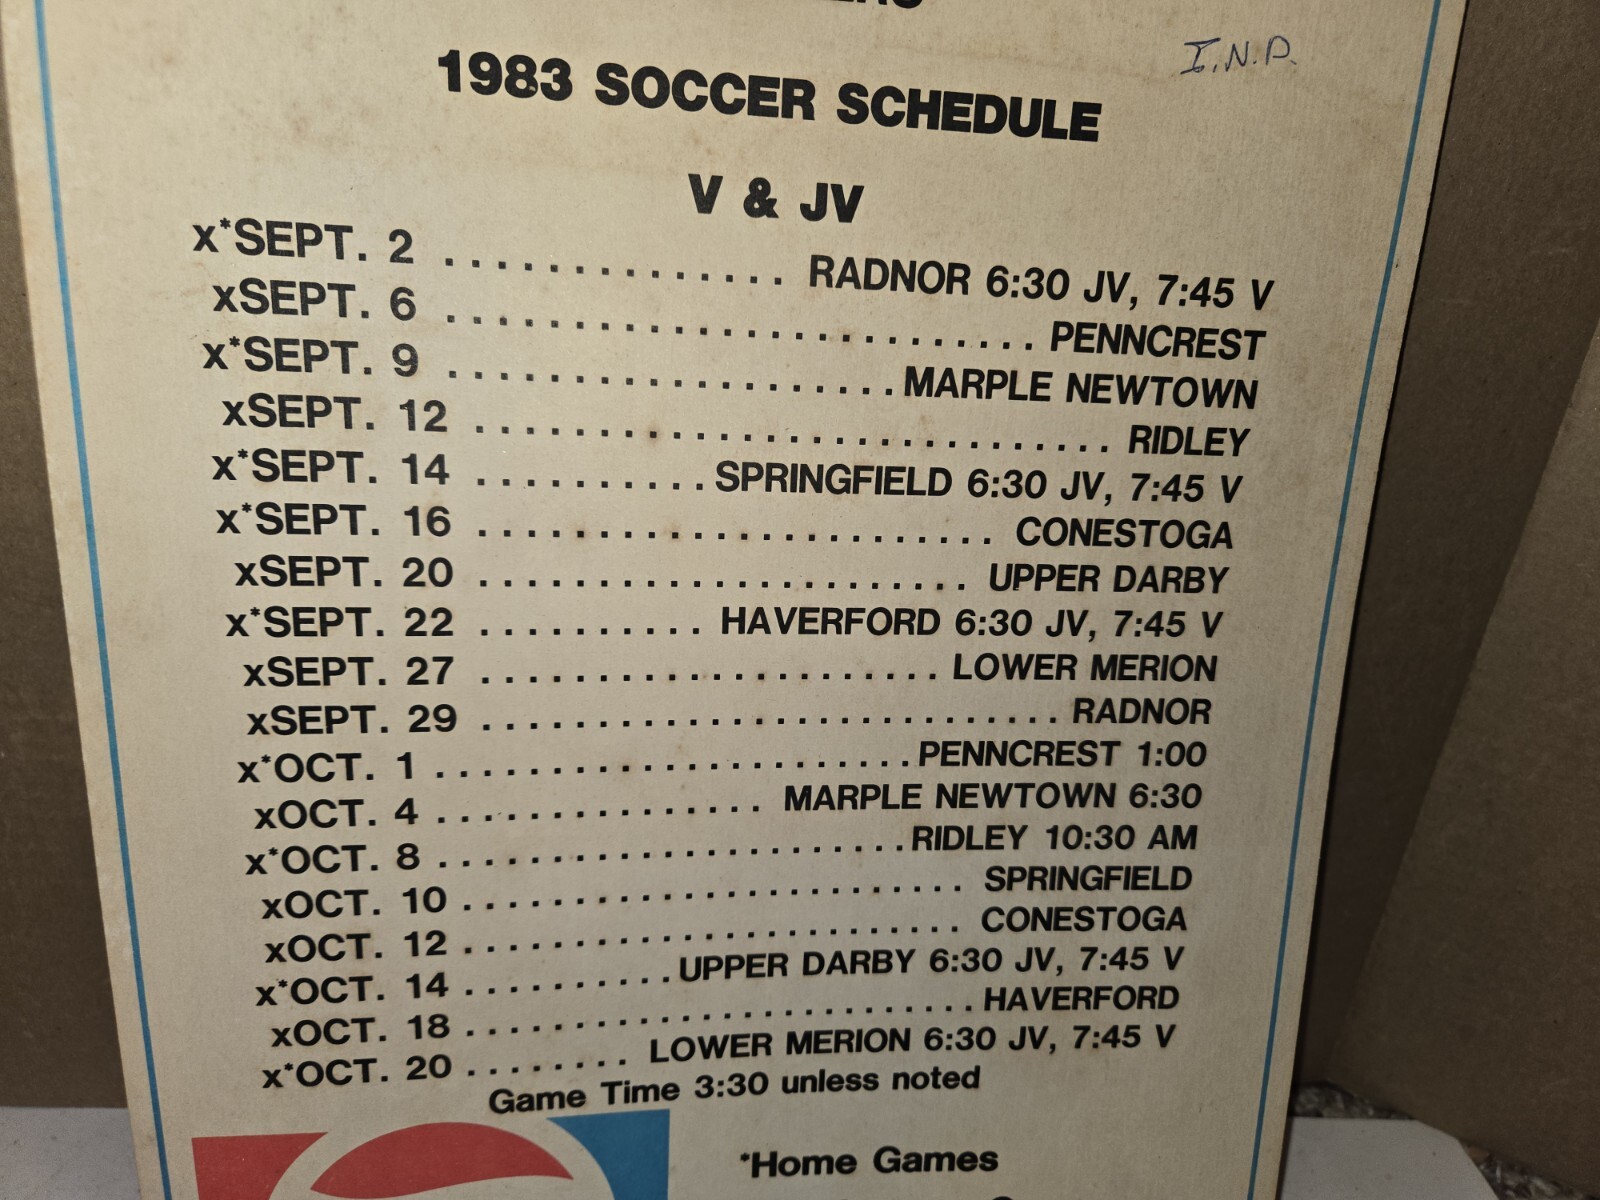 1983 SOCCER SCHEDULE
I.N.P.
V & JV
x*SEPT. 2 .............. RADNOR 6:30 JV, 7:45 V
xSEPT. 6 ........................ PENNCREST
x*SEPT. 9 ...................MARPLE NEWTOWN
xSEPT. 12 .......................... RIDLEY
x*SEPT. 14 ..........SPRINGFIELD 6:30 JV, 7:45 V
x*SEPT. 16 ...................... CONESTOGA
xSEPT. 20 ..................... UPPER DARBY
x*SEPT. 22 .......... HAVERFORD 6:30 JV, 7:45 V
xSEPT. 27 .................... LOWER MERION
xSEPT. 29 ......................... RADNOR
x*OCT. 1 .....................PENNCREST 1:00
xOCT. 4 .............. MARPLE NEWTOWN 6:30
x*OCT. 8 .....................RIDLEY 10:30 AM
xOCT. 10 ....................... SPRINGFIELD
xOCT. 12 ....................... CONESTOGA
x*OCT. 14 ..........UPPER DARBY 6:30 JV, 7:45 V
xOCT. 18 ........................HAVERFORD
x*OCT. 20 ........ LOWER MERION 6:30 JV, 7:45 V
Game Time 3:30 unless noted
*Home Games